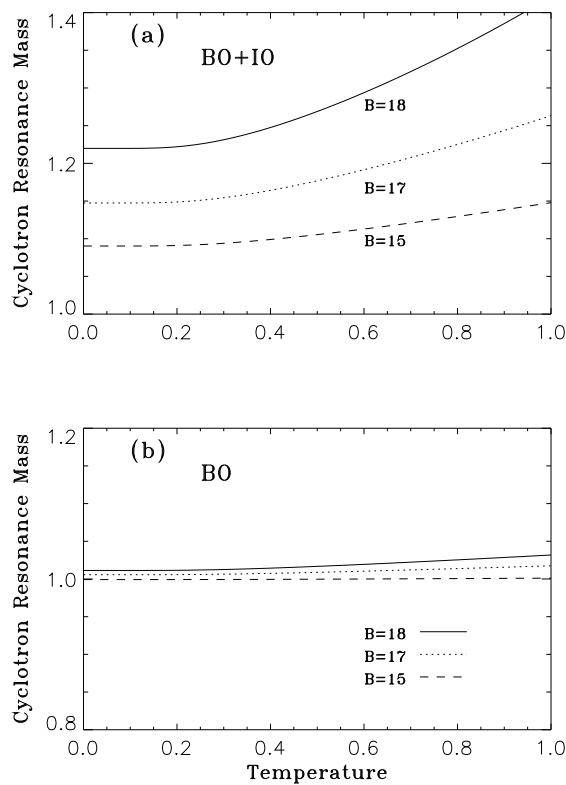 1.4
(a)
BO+IO
B=18
1.2
B=17
B=15
1.0
0.0 0.2 0.4 0.6 0.8 1.0
Cyclotron Resonance Mass
1.2
(b)
BO
1.0
B=18
B=17
B=15
0.8
0.0 0.2 0.4 0.6 0.8 1.0
Temperature
Cyclotron Resonance Mass